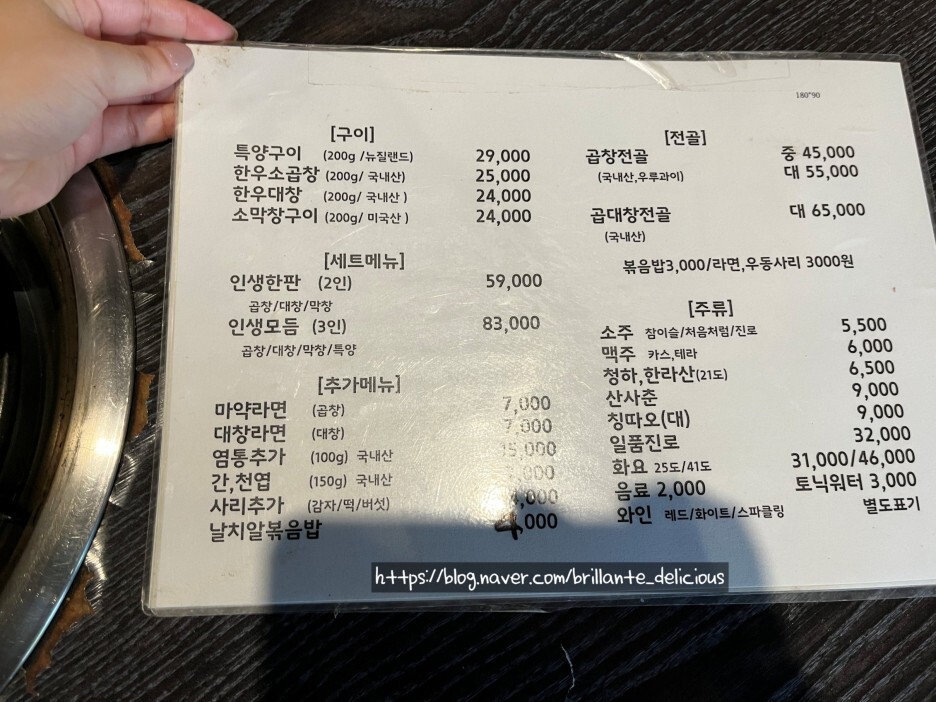 180*90
[구이]
특양구이 (200g /뉴질랜드) 29,000
한우소곱창 (200g/ 국내산) 25,000
한우대창 (200g/ 국내산 ) 24,000
소막창구이 (200g/ 미국산 ) 24,000
[세트메뉴]
인생한판 (2인) 59,000
곱창/대창/막창
인생모듬 (3인) 83,000
곱창/대창/막창/특양
[추가메뉴]
마약라면 (곱창) 7,000
대창라면 (대창) 7,000
염통추가 (100g) 국내산
간,천엽 (150g) 국내산
사리추가 (감자/떡/버섯)
날치알볶음밥 4,000
[전골]
곱창전골 중 45,000
(국내산,우루과이) 대 55,000
곱대창전골 대 65,000
(국내산)
볶음밥3,000/라면,우동사리 3000원
[주류]
소주 참이슬/처음처럼/진로 5,500
맥주 카스,테라 6,000
청하,한라산(21도) 6,500
산사춘 9,000
칭따오(대) 9,000
일품진로 32,000
화요 25도/41도 31,000/46,000
음료 2,000 토닉워터 3,000
와인 레드/화이트/스파클링 별도표기
https://blog.naver.com/brillante_delicious